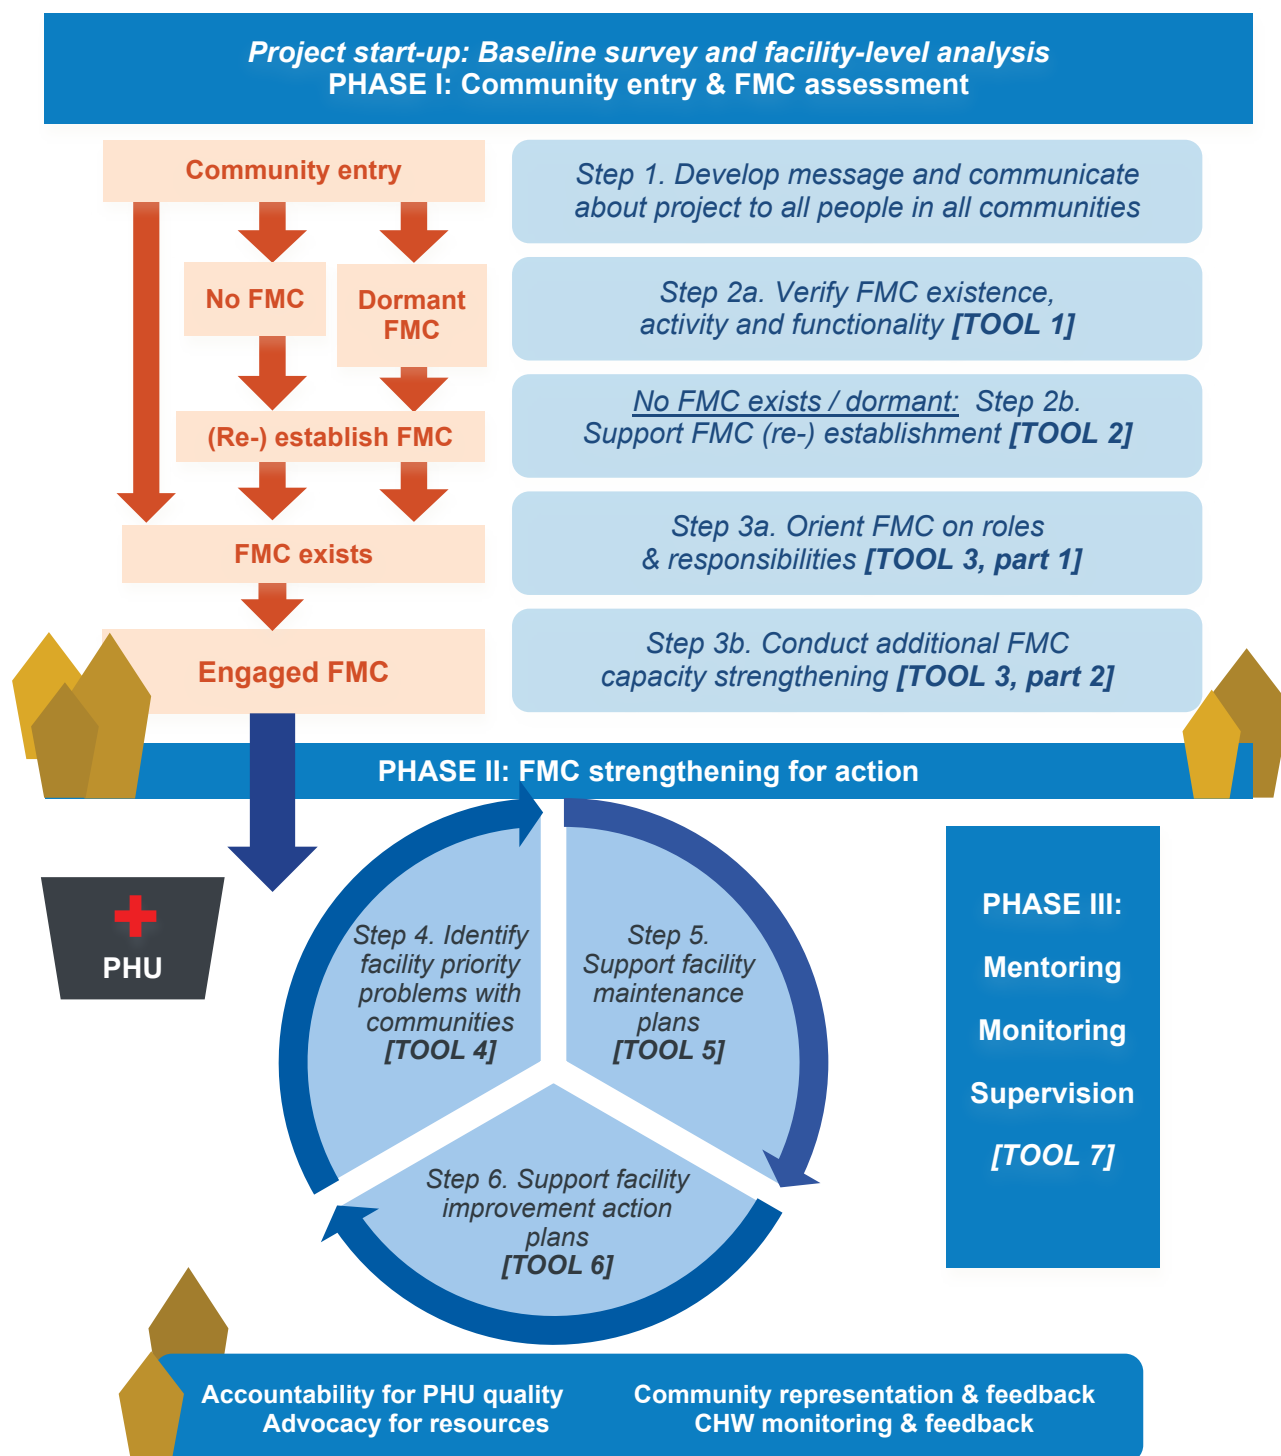 Project start-up: Baseline survey and facility-level analysis
PHASE I: Community entry & FMC assessment
Community entry
No FMC
Dormant
FMC
(Re-) establish FMC
FMC exists
Engaged FMC
Step 1. Develop message and communicate
about project to all people in all communities
Step 2a. Verify FMC existence,
activity and functionality [TOOL 1]
No FMC exists / dormant: Step 2b.
Support FMC (re-) establishment [TOOL 2]
Step 3a. Orient FMC on roles
& responsibilities [TOOL 3, part 1]
Step 3b. Conduct additional FMC
capacity strengthening [TOOL 3, part 2]
PHASE II: FMC strengthening for action
PHU
Step 4. Identify
facility priority
problems with
communities
[TOOL 4]
Step 5.
Support facility
maintenance
plans
[TOOL 5]
Step 6. Support facility
improvement action
plans
[TOOL 6]
PHASE III:
Mentoring
Monitoring
Supervision
[TOOL 7]
Accountability for PHU quality
Advocacy for resources
Community representation & feedback
CHW monitoring & feedback